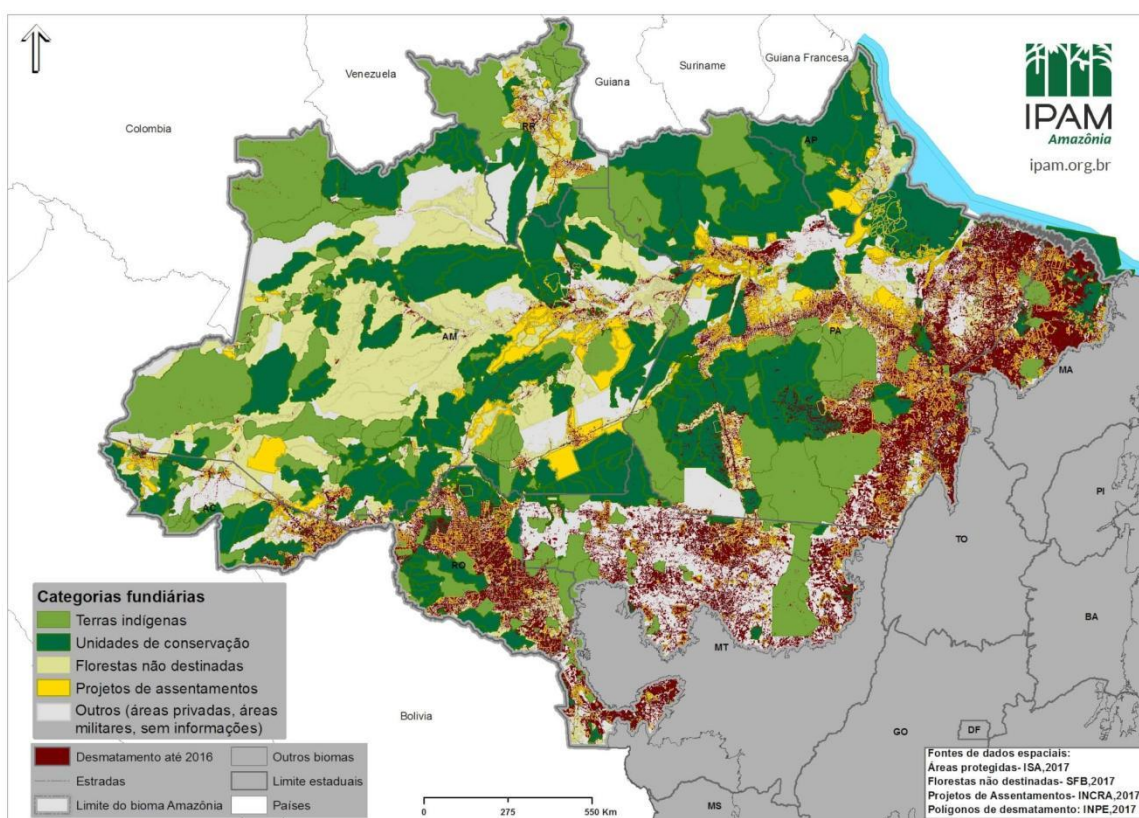 Venezuela
Guiana
Suriname
Guiana Francesa
Colombia
IPAM
Amazônia
ipam.org.br
RR
AP
AM
PA
MA
AC
RO
PI
TO
MT
BA
Bolivia
GO
DF
MS
Categorias fundiárias
Terras indígenas
Unidades de conservação
Florestas não destinadas
Projetos de assentamentos
Outros (áreas privadas, áreas
militares, sem informações)
Desmatamento até 2016
Estradas
Limite do bioma Amazônia
Outros biomas
Limite estaduais
Países
0 275 550 Km
Fontes de dados espaciais:
Áreas protegidas- ISA,2017
Florestas não destinadas- SFB,2017
Projetos de Assentamentos- INCRA,2017
Polígonos de desmatamento: INPE,2017